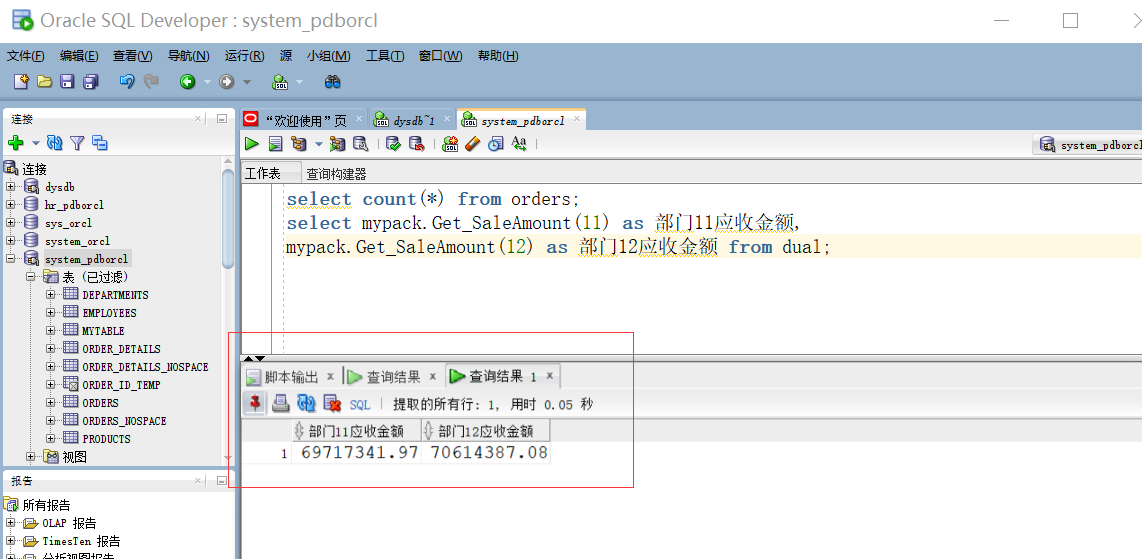 Oracle SQL Developer : system_pdborcl
文件(F) 编辑(E) 查看(V) 导航(N) 运行(R) 源 小组(M) 工具(T) 窗口(W) 帮助(H)
连接
连接
dysdb
hr_pdborcl
sys_orcl
system_orcl
system_pdborcl
表 (已过滤)
DEPARTMENTS
EMPLOYEES
MYTABLE
ORDER_DETAILS
ORDER_DETAILS_NOSPACE
ORDER_ID_TEMP
ORDERS
ORDERS_NOSPACE
PRODUCTS
视图
报告
所有报告
OLAP 报告
TimesTen 报告
分析视图报告
“欢迎使用”页 dysdb~1 system_pdborcl
system_pdborcl
工作表 查询构建器
select count(*) from orders;
select mypack.Get_SaleAmount(11) as 部门11应收金额,
mypack.Get_SaleAmount(12) as 部门12应收金额 from dual;
脚本输出 x 查询结果 x 查询结果 1 x
SQL 提取的所有行: 1, 用时 0.05 秒
部门11应收金额 部门12应收金额
1 69717341.97 70614387.08